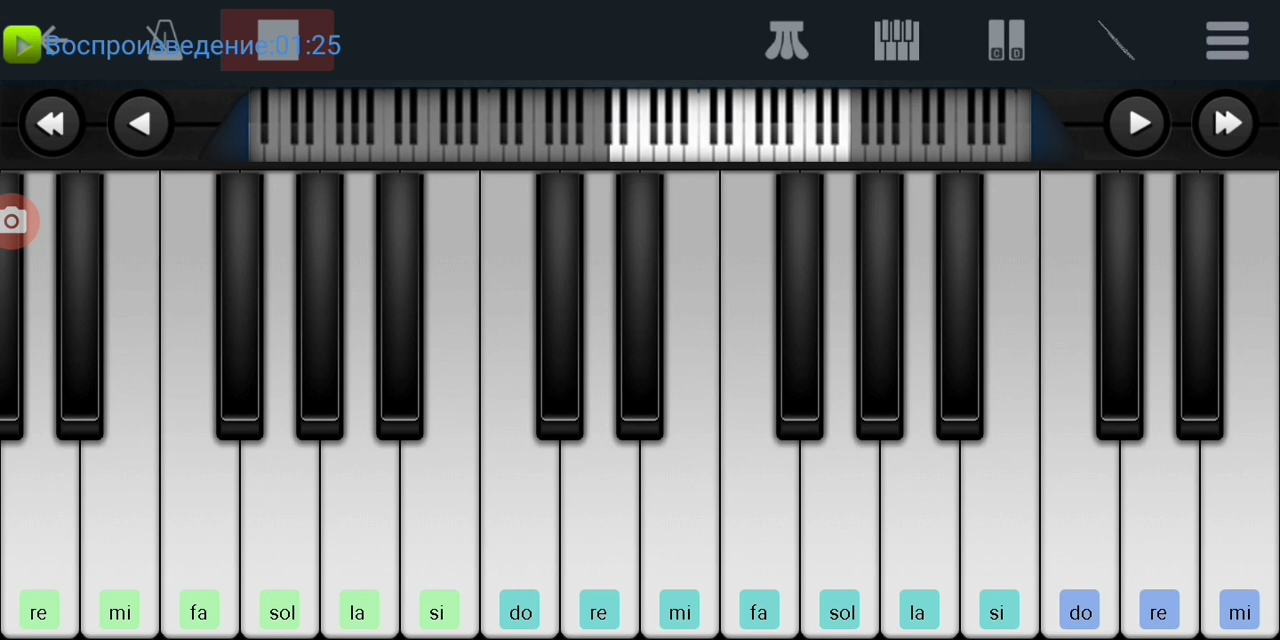 Воспроизведение:01:25
C D
re mi fa sol la si do re mi fa sol la si do re mi